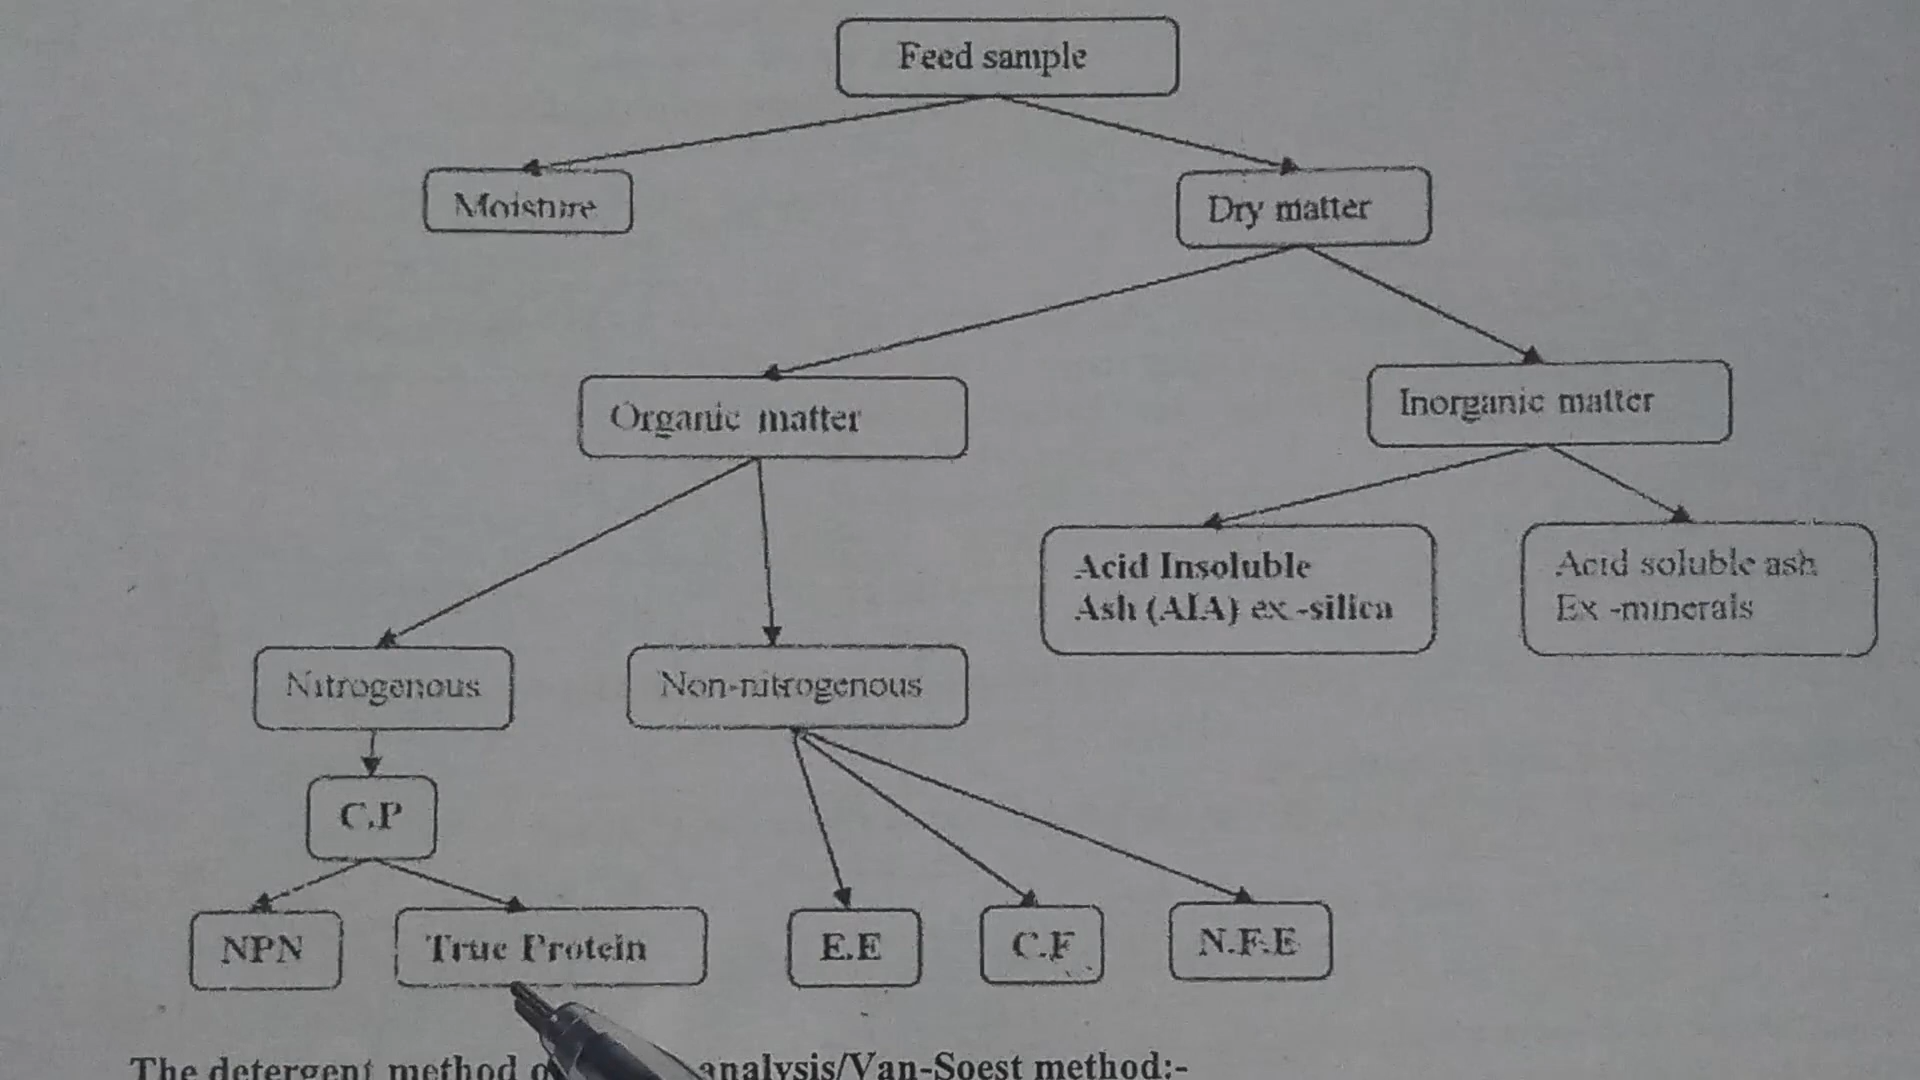 Feed sample
Moisture
Dry matter
Organic matter
Inorganic matter
Acid Insoluble
Ash (AIA) ex -silica
Acid soluble ash
Ex -minerals
Nitrogenous
Non-nitrogenous
C.P
NPN
True Protein
E.E
C.F
N.F.E
The detergent method analysis/Van-Soest method:-